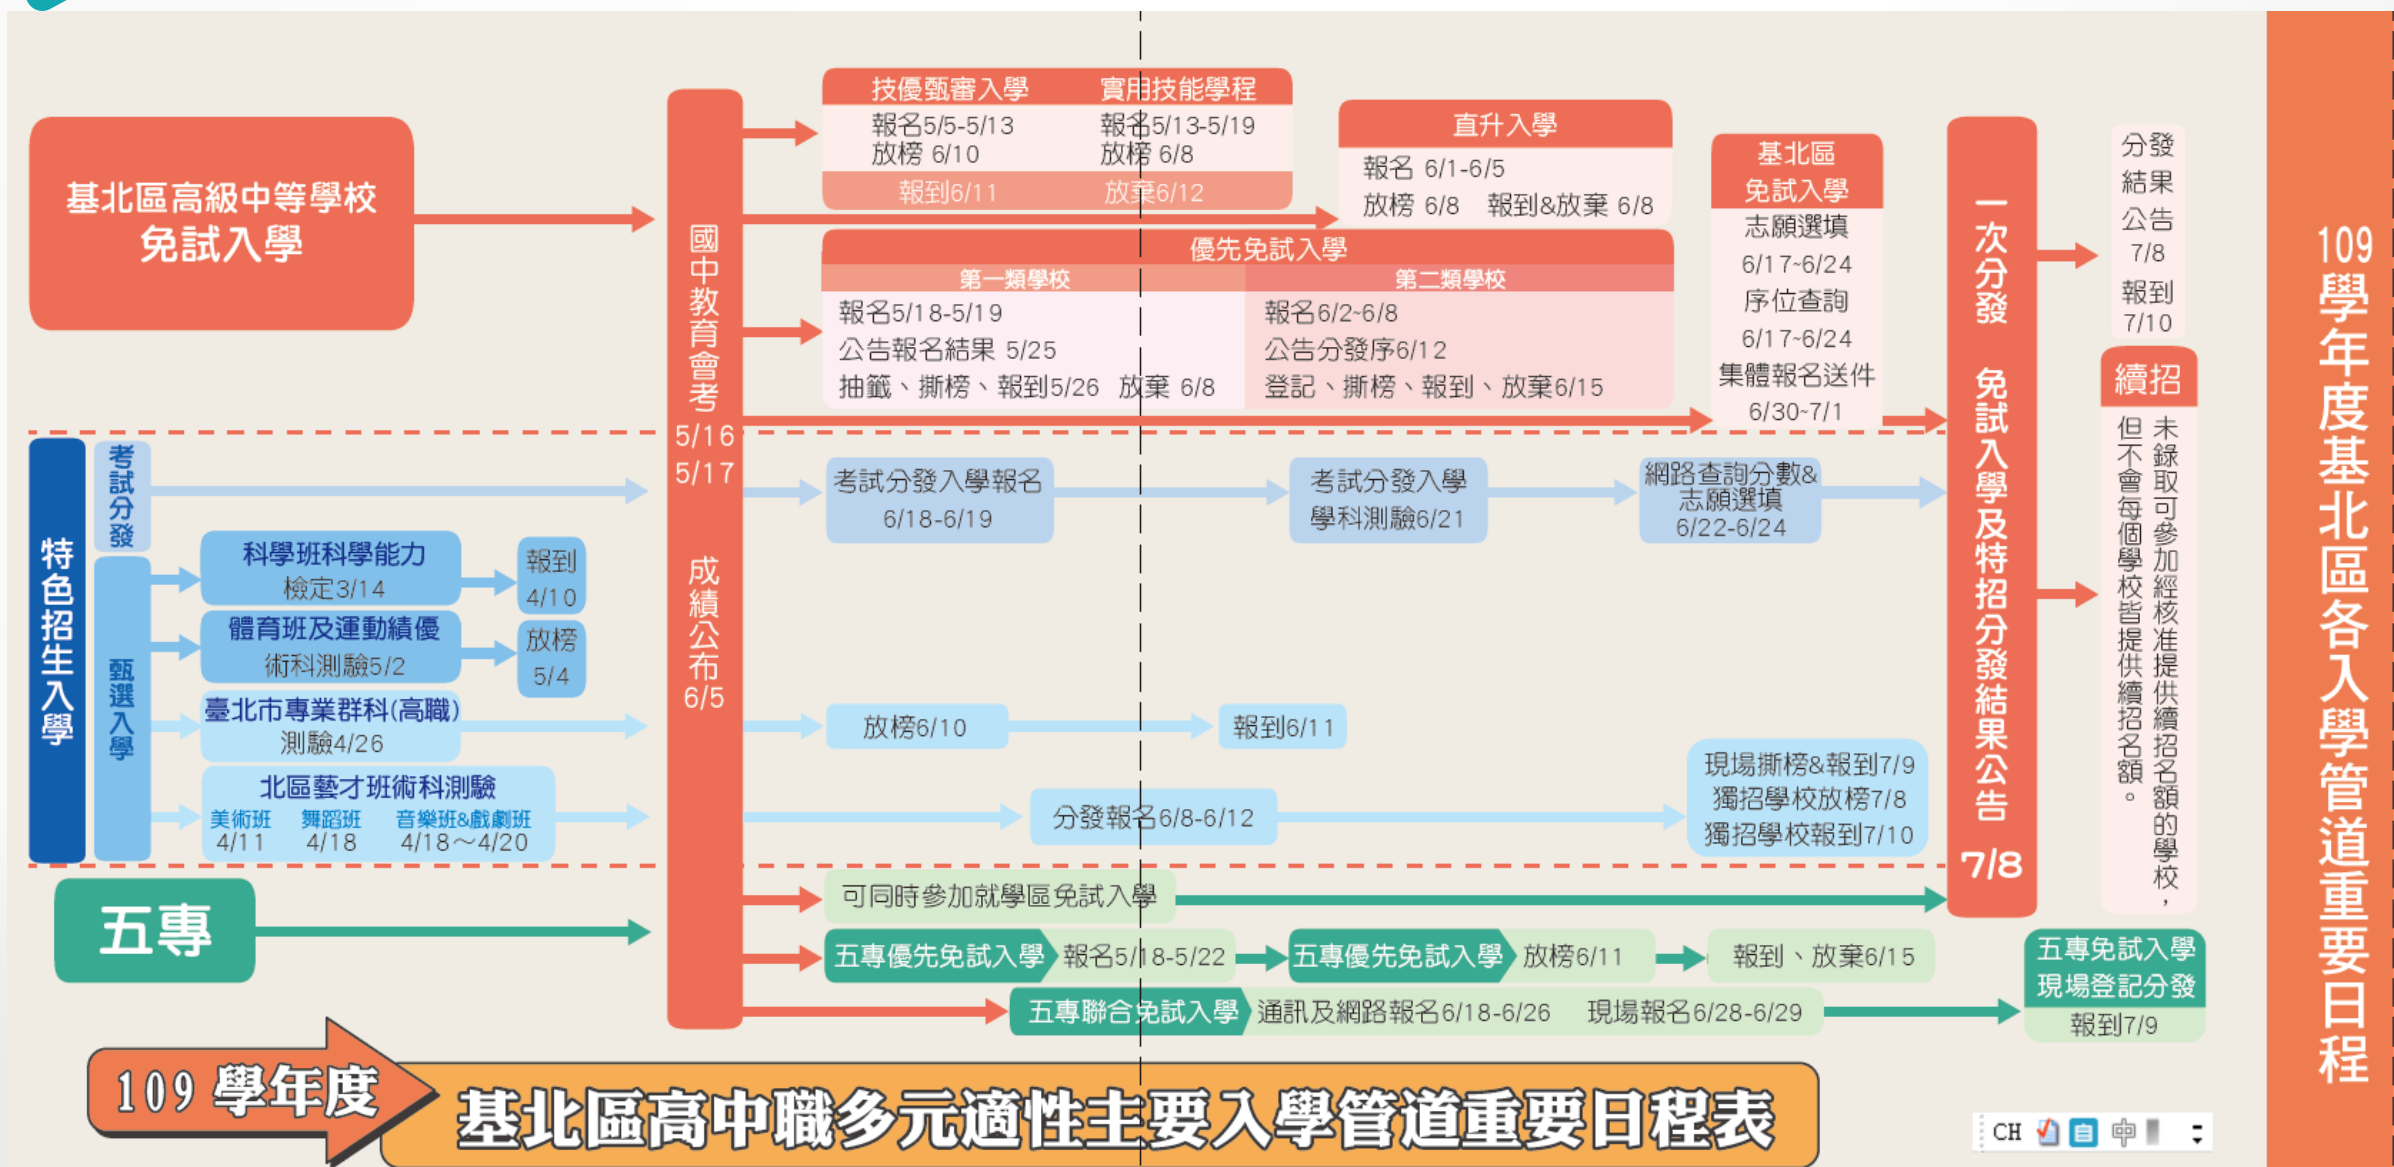 基北區高級中等學校
免試入學
國中教育會考
5/16
5/17
成績公布
6/5
技優甄審入學
報名5/5-5/13
放榜 6/10
報到6/11
實用技能學程
報名5/13-5/19
放榜 6/8
放棄6/12
直升入學
報名 6/1-6/5
放榜 6/8 報到&放棄 6/8
優先免試入學
第一類學校
報名5/18-5/19
公告報名結果 5/25
抽籤、撕榜、報到5/26 放棄 6/8
第二類學校
報名6/2~6/8
公告分發序6/12
登記、撕榜、報到、放棄6/15
基北區
免試入學
志願選填
6/17~6/24
序位查詢
6/17~6/24
集體報名送件
6/30~7/1
一次分發 免試入學及特招分發結果公告
7/8
分發
結果
公告
7/8
報到
7/10
續招
未錄取可參加經核准提供續招名額的學校，
但不會每個學校皆提供續招名額。
特色招生入學
考試分發
考試分發入學報名
6/18-6/19
考試分發入學
學科測驗6/21
網路查詢分數&
志願選填
6/22-6/24
甄選入學
科學班科學能力
檢定3/14
報到
4/10
體育班及運動績優
術科測驗5/2
放榜
5/4
臺北市專業群科(高職)
測驗4/26
放榜6/10
報到6/11
北區藝才班術科測驗
美術班 舞蹈班 音樂班&戲劇班
4/11 4/18 4/18～4/20
分發報名6/8-6/12
現場撕榜&報到7/9
獨招學校放榜7/8
獨招學校報到7/10
五專
可同時參加就學區免試入學
五專優先免試入學 報名5/18-5/22
五專優先免試入學 放榜6/11
報到、放棄6/15
五專聯合免試入學 通訊及網路報名6/18-6/26 現場報名6/28-6/29
五專免試入學
現場登記分發
報到7/9
109 學年度
基北區高中職多元適性主要入學管道重要日程表
109學年度基北區各入學管道重要日程
CH 中